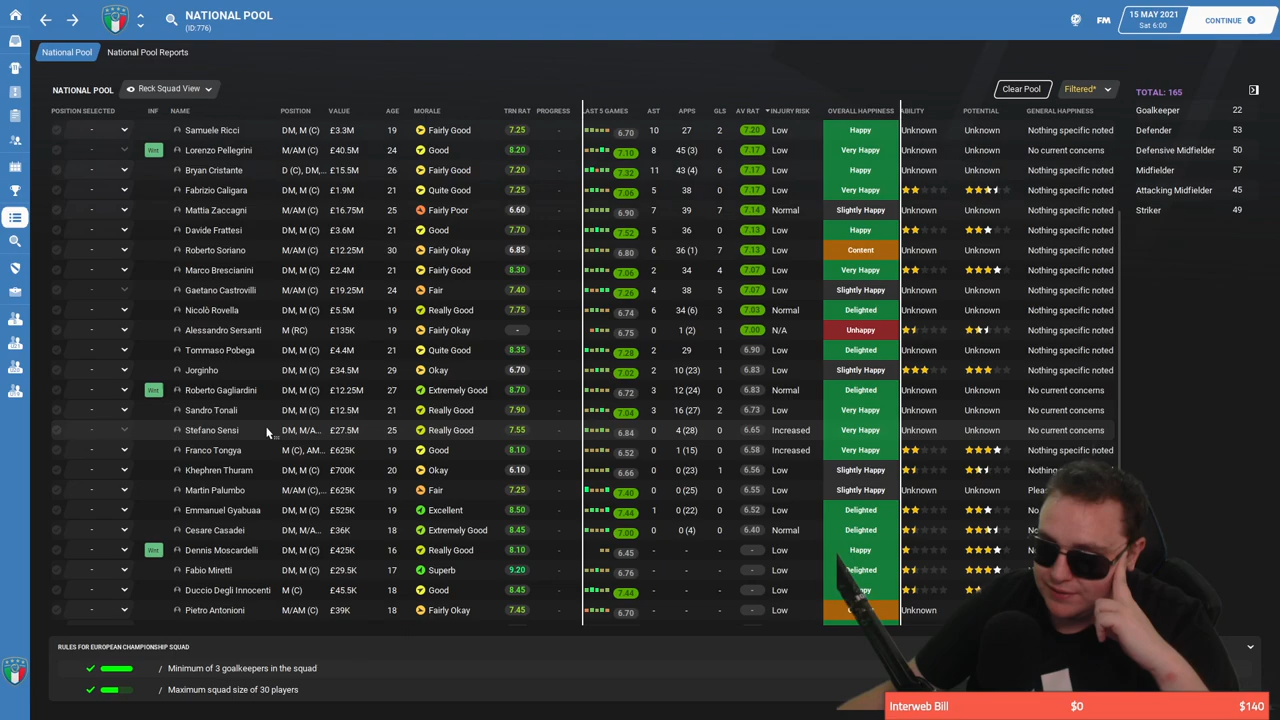 NATIONAL POOL
(ID:776)
FM
15 MAY 2021
Sat 6:00
CONTINUE
National Pool National Pool Reports
NATIONAL POOL Reck Squad View Clear Pool Filtered* TOTAL: 165
POSITION SELECTED INF NAME POSITION VALUE AGE MORALE TRN RAT PROGRESS LAST 5 GAMES AST APPS GLS AV RAT INJURY RISK OVERALL HAPPINESS ABILITY POTENTIAL GENERAL HAPPINESS Goalkeeper 22
- Samuele Ricci DM, M (C) £3.3M 19 Fairly Good 7.25 - 6.70 10 27 2 7.20 Low Happy Unknown Unknown Nothing specific noted Defender 53
- Wnt Lorenzo Pellegrini M/AM (C) £40.5M 24 Good 8.20 - 7.10 8 45 (3) 6 7.17 Low Very Happy Unknown Unknown No current concerns Defensive Midfielder 50
- Bryan Cristante D (C), DM,... £15.5M 26 Fairly Good 7.20 - 7.32 11 43 (4) 6 7.17 Low Happy Unknown Unknown Nothing specific noted Midfielder 57
- Fabrizio Caligara DM, M (C) £1.9M 21 Quite Good 7.25 - 7.06 5 38 0 7.17 Low Very Happy Nothing specific noted Attacking Midfielder 45
- Mattia Zaccagni M/AM (C) £16.75M 25 Fairly Poor 6.60 - 6.90 7 39 7 7.14 Normal Slightly Happy Unknown Unknown Nothing specific noted Striker 49
- Davide Frattesi DM, M (C) £3.6M 21 Good 7.70 - 7.52 5 36 0 7.13 Low Happy Nothing specific noted
- Roberto Soriano M/AM (C) £12.25M 30 Fairly Okay 6.85 - 6.80 6 36 (1) 7 7.13 Low Content Unknown Unknown Nothing specific noted
- Marco Brescianini DM, M (C) £2.4M 21 Fairly Good 8.30 - 7.06 2 34 4 7.07 Low Very Happy Nothing specific noted
- Gaetano Castrovilli M/AM (C) £19.25M 24 Fair 7.40 - 7.26 4 38 5 7.07 Low Slightly Happy Unknown Unknown Nothing specific noted
- Nicolò Rovella DM, M (C) £5.5M 19 Really Good 7.75 - 6.74 6 34 (6) 3 7.03 Normal Delighted Unknown Unknown Nothing specific noted
- Alessandro Sersanti M (RC) £135K 19 Fairly Okay - - 6.75 0 1 (2) 1 7.00 N/A Unhappy Nothing specific noted
- Tommaso Pobega DM, M (C) £4.4M 21 Quite Good 8.35 - 7.28 2 29 1 6.90 Low Delighted Unknown Unknown Nothing specific noted
- Jorginho DM, M (C) £34.5M 29 Okay 6.70 - 7.02 2 10 (23) 1 6.83 Low Slightly Happy Nothing specific noted
- Wnt Roberto Gagliardini DM, M (C) £12.25M 27 Extremely Good 8.70 - 6.72 3 12 (24) 0 6.83 Normal Delighted Unknown Unknown No current concerns
- Sandro Tonali DM, M (C) £12.5M 21 Really Good 7.90 - 7.04 3 16 (27) 2 6.73 Low Very Happy Unknown Unknown No current concerns
- Stefano Sensi DM, M/A... £27.5M 25 Really Good 7.55 - 6.84 0 4 (28) 0 6.65 Increased Very Happy Unknown Unknown No current concerns
- Franco Tongya M (C), AM... £625K 19 Good 8.10 - 6.52 0 1 (15) 0 6.58 Increased Very Happy Nothing specific noted
- Khephren Thuram DM, M (C) £700K 20 Okay 6.10 - 6.66 0 0 (23) 1 6.56 Low Slightly Happy Nothing s
- Martin Palumbo M/AM (C),... £625K 19 Fair 7.25 - 7.40 0 0 (25) 0 6.55 Low Slightly Happy Unknown Unknown Plea
- Emmanuel Gyabuaa DM, M (C) £525K 19 Excellent 8.50 - 7.44 1 0 (22) 0 6.52 Low Delighted No
- Cesare Casadei DM, M/A... £36K 18 Extremely Good 8.45 - 7.00 0 0 (4) 0 6.40 Normal Delighted
- Wnt Dennis Moscardelli DM, M (C) £425K 16 Really Good 8.10 - 6.45 - - - - Low Happy
- Fabio Miretti DM, M (C) £29.5K 17 Superb 9.20 - 6.76 - - - - Low Delighted
- Duccio Degli Innocenti M (C) £45.5K 18 Good 8.45 - 7.44 - - - - Low
- Pietro Antonioni M/AM (C) £39K 18 Fairly Okay 7.45 - 6.70 - - - - Low Unknown
RULES FOR EUROPEAN CHAMPIONSHIP SQUAD
/ Minimum of 3 goalkeepers in the squad
/ Maximum squad size of 30 players
Interweb Bill $0 $140